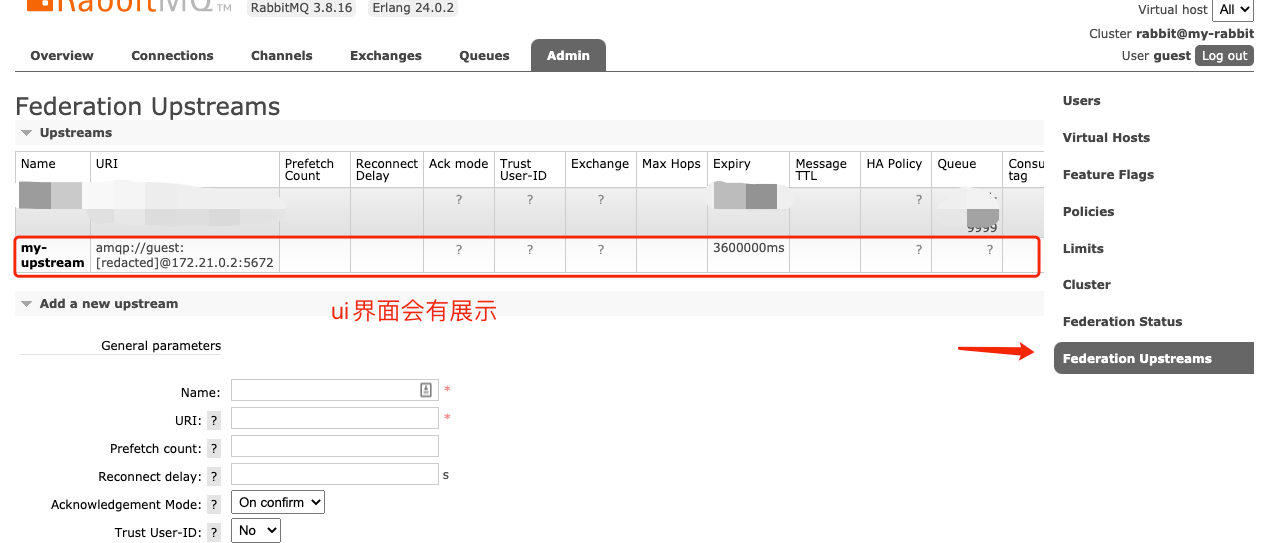 RabbitMQ TM RabbitMQ 3.8.16 Erlang 24.0.2
Virtual host All
Cluster rabbit@my-rabbit
User guest Log out
Overview Connections Channels Exchanges Queues Admin
Federation Upstreams
Upstreams
Name URI Prefetch Count Reconnect Delay Ack mode Trust User-ID Exchange Max Hops Expiry Message TTL HA Policy Queue Consu tag
? ? ? ?
9999
my-upstream amqp://guest:[redacted]@172.21.0.2:5672 ? ? ? 3600000ms ? ?
Add a new upstream
ui界面会有展示
General parameters
Name: *
URI: ? *
Prefetch count: ?
Reconnect delay: ? s
Acknowledgement Mode: ? On confirm
Trust User-ID: ? No
Users
Virtual Hosts
Feature Flags
Policies
Limits
Cluster
Federation Status
Federation Upstreams